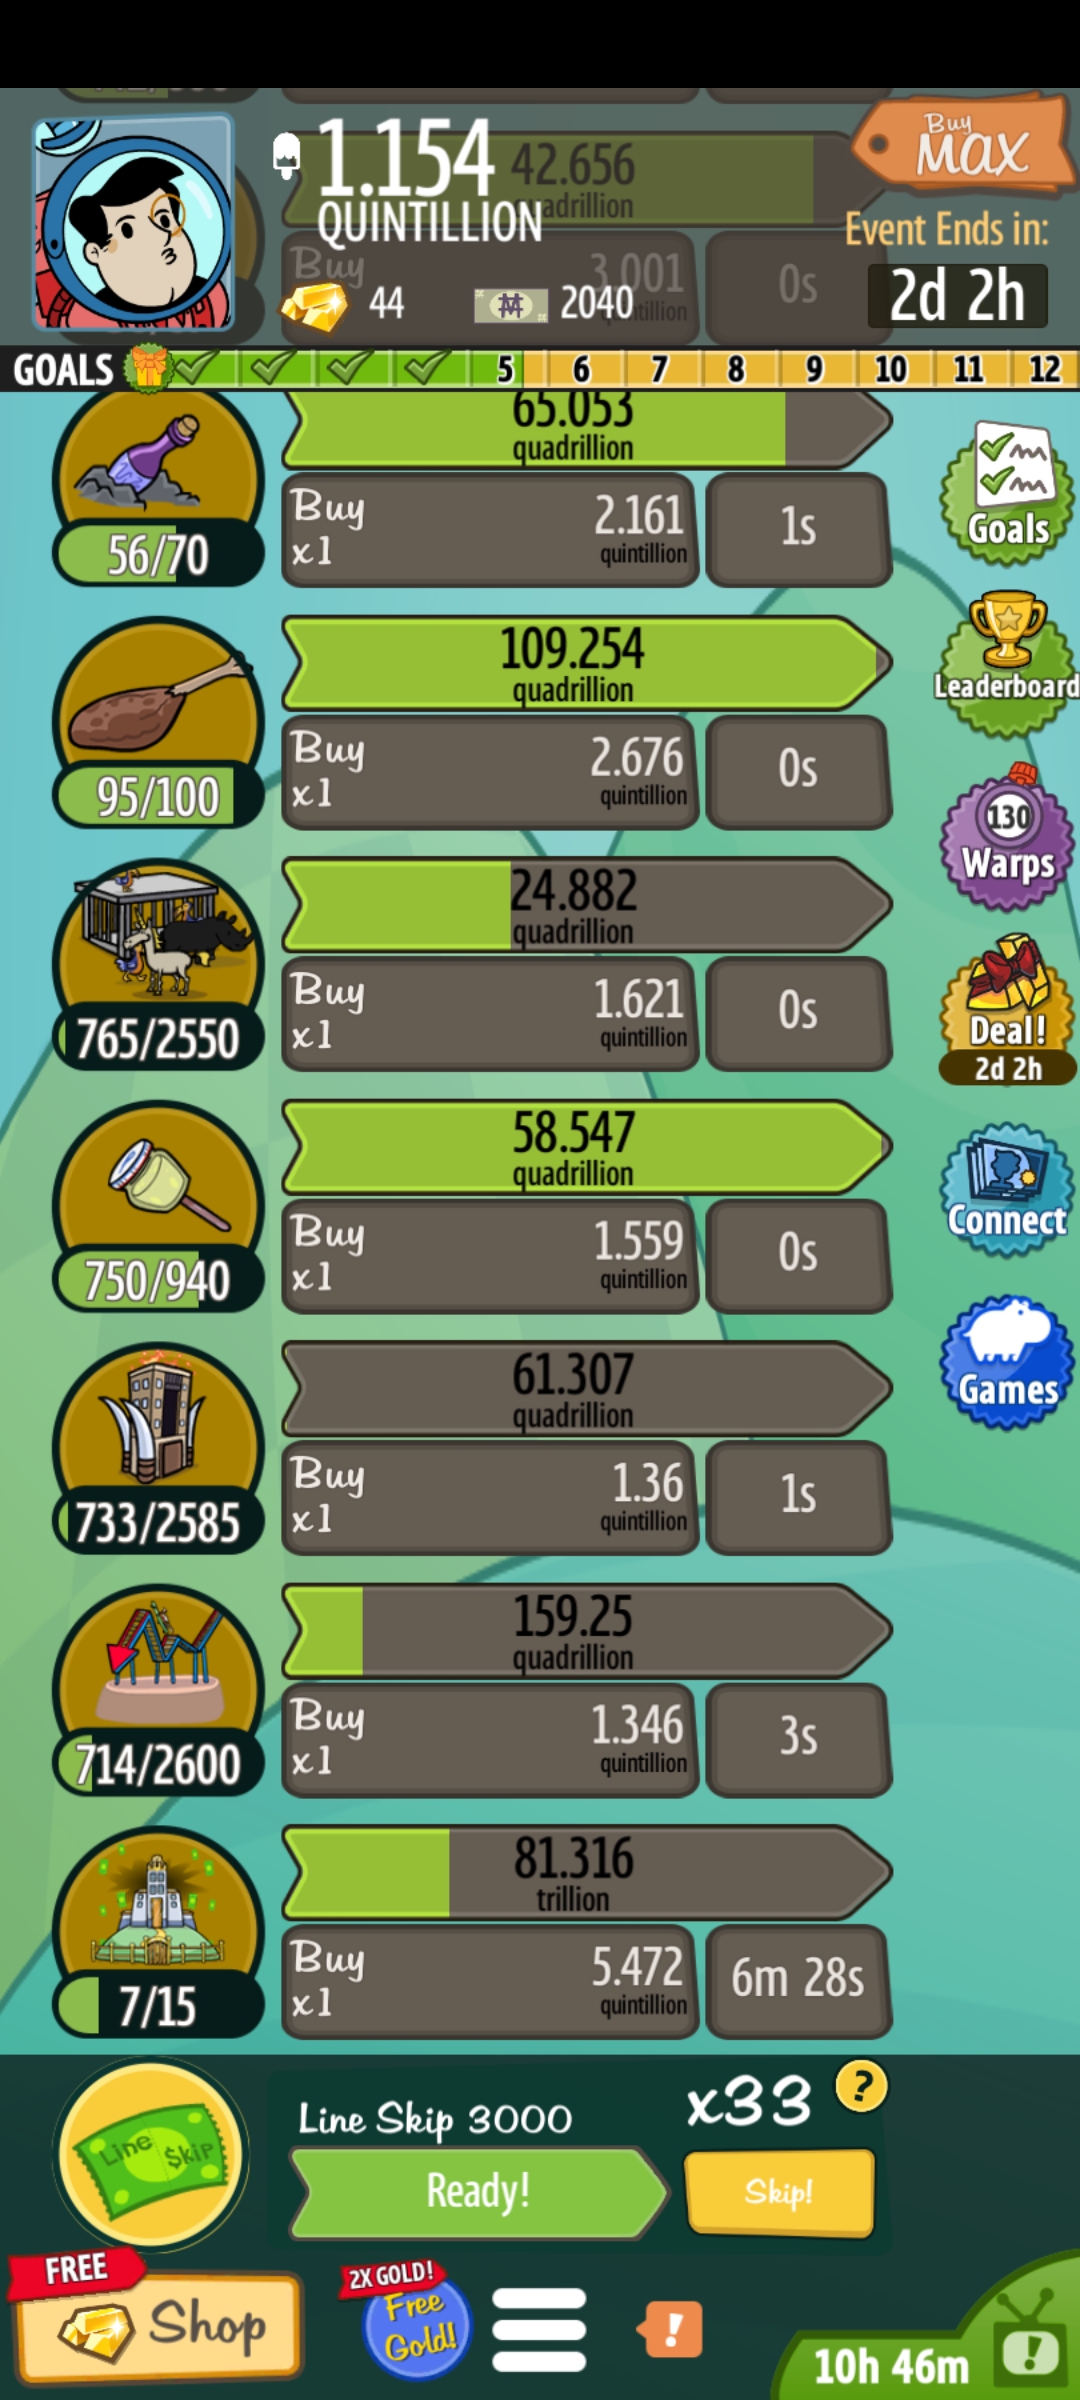 1.154
QUINTILLION
42.656
quadrillion
Buy
MAX
Event Ends in:
2d 2h
Buy
3.001
0s
44
2040
GOALS
5
6
7
8
9
10
11
12
65.053
quadrillion
Buy
x1
2.161
quintillion
1s
56/70
Goals
109.254
quadrillion
Buy
x1
2.676
quintillion
0s
95/100
Leaderboard
24.882
quadrillion
Buy
x1
1.621
quintillion
0s
765/2550
130
Warps
Deal!
2d 2h
58.547
quadrillion
Buy
x1
1.559
quintillion
0s
750/940
Connect
61.307
quadrillion
Buy
x1
1.36
quintillion
1s
733/2585
Games
159.25
quadrillion
Buy
x1
1.346
quintillion
3s
714/2600
81.316
trillion
Buy
x1
5.472
quintillion
6m 28s
7/15
Line Skip
Line Skip 3000
x33
?
Ready!
Skip!
FREE
Shop
2X GOLD!
Free
Gold!
!
10h 46m
!